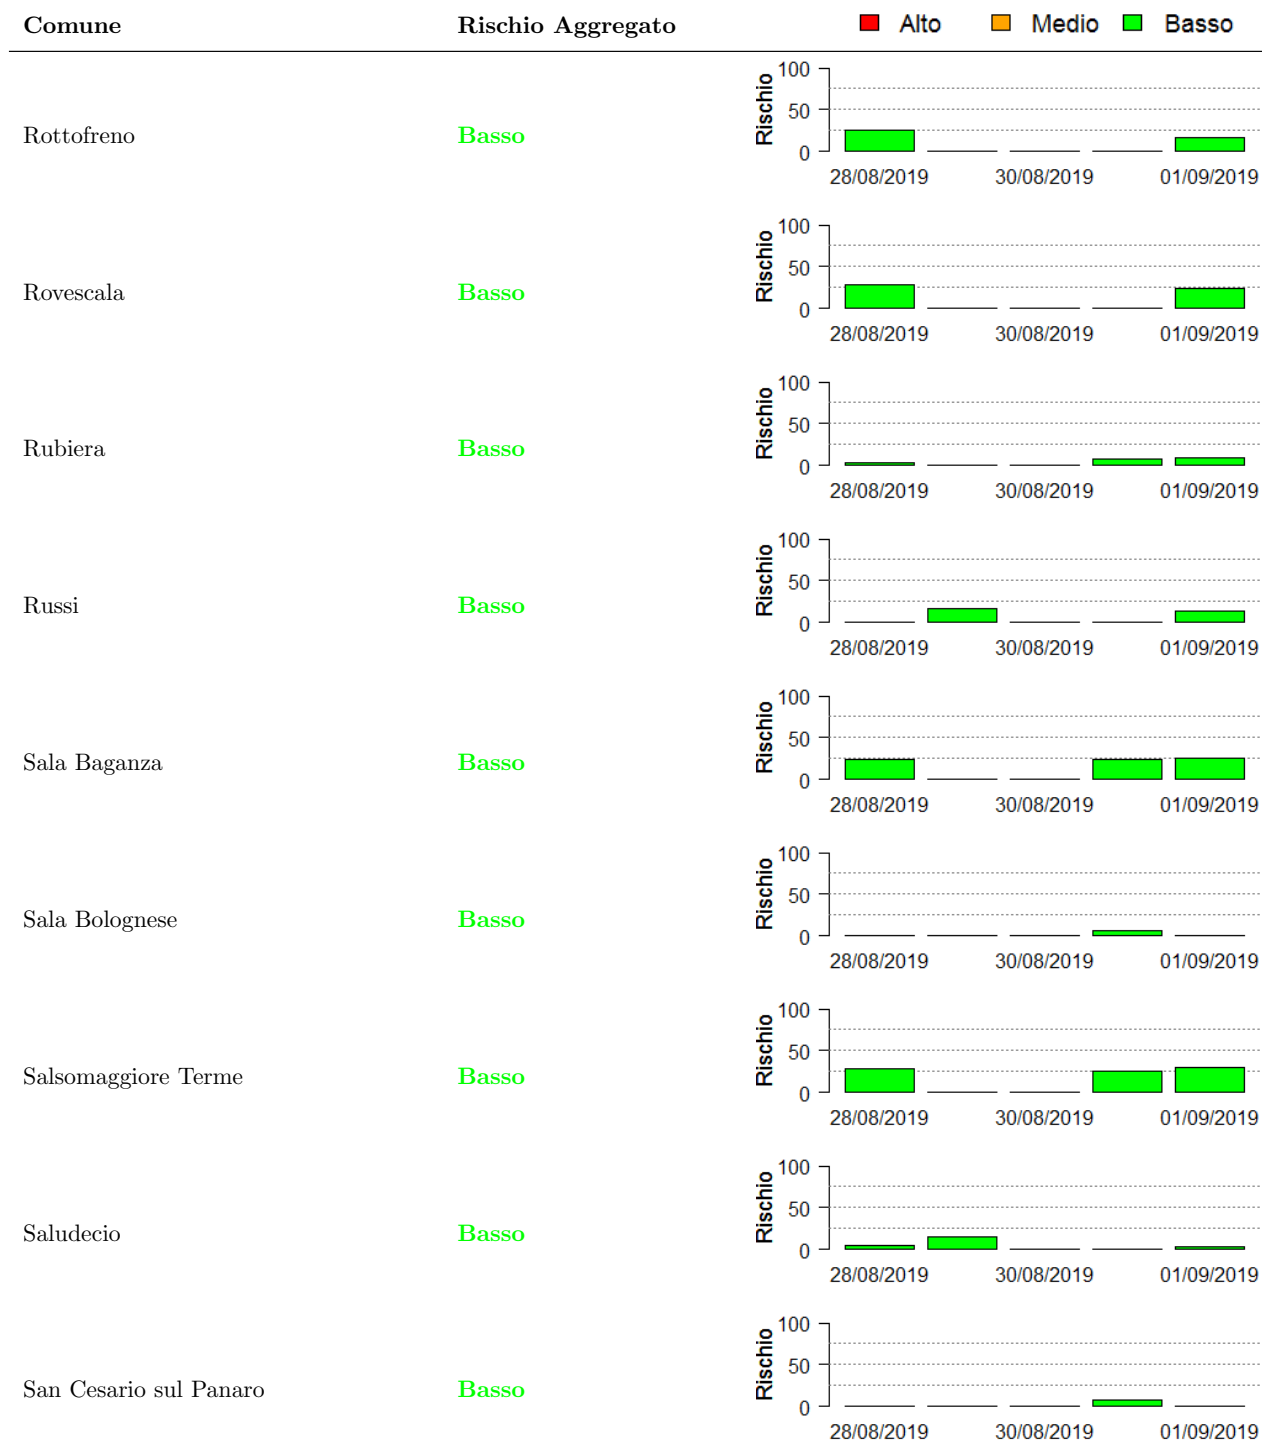 Comune Rischio Aggregato Alto Medio Basso
Rottofreno Basso
Rischio
100
50
0
28/08/2019 30/08/2019 01/09/2019
Rovescala Basso
Rischio
100
50
0
28/08/2019 30/08/2019 01/09/2019
Rubiera Basso
Rischio
100
50
0
28/08/2019 30/08/2019 01/09/2019
Russi Basso
Rischio
100
50
0
28/08/2019 30/08/2019 01/09/2019
Sala Baganza Basso
Rischio
100
50
0
28/08/2019 30/08/2019 01/09/2019
Sala Bolognese Basso
Rischio
100
50
0
28/08/2019 30/08/2019 01/09/2019
Salsomaggiore Terme Basso
Rischio
100
50
0
28/08/2019 30/08/2019 01/09/2019
Saludecio Basso
Rischio
100
50
0
28/08/2019 30/08/2019 01/09/2019
San Cesario sul Panaro Basso
Rischio
100
50
0
28/08/2019 30/08/2019 01/09/2019